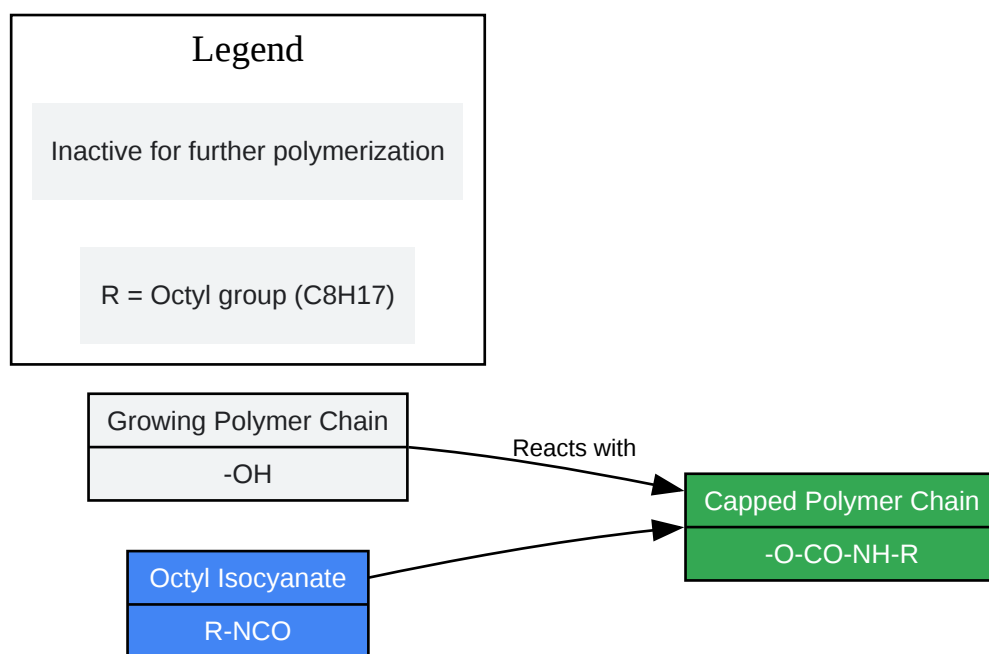 Legend
Inactive for further polymerization
R = Octyl group (C8H17)
Growing Polymer Chain
-OH
Reacts with
Octyl Isocyanate
R-NCO
Capped Polymer Chain
-O-CO-NH-R